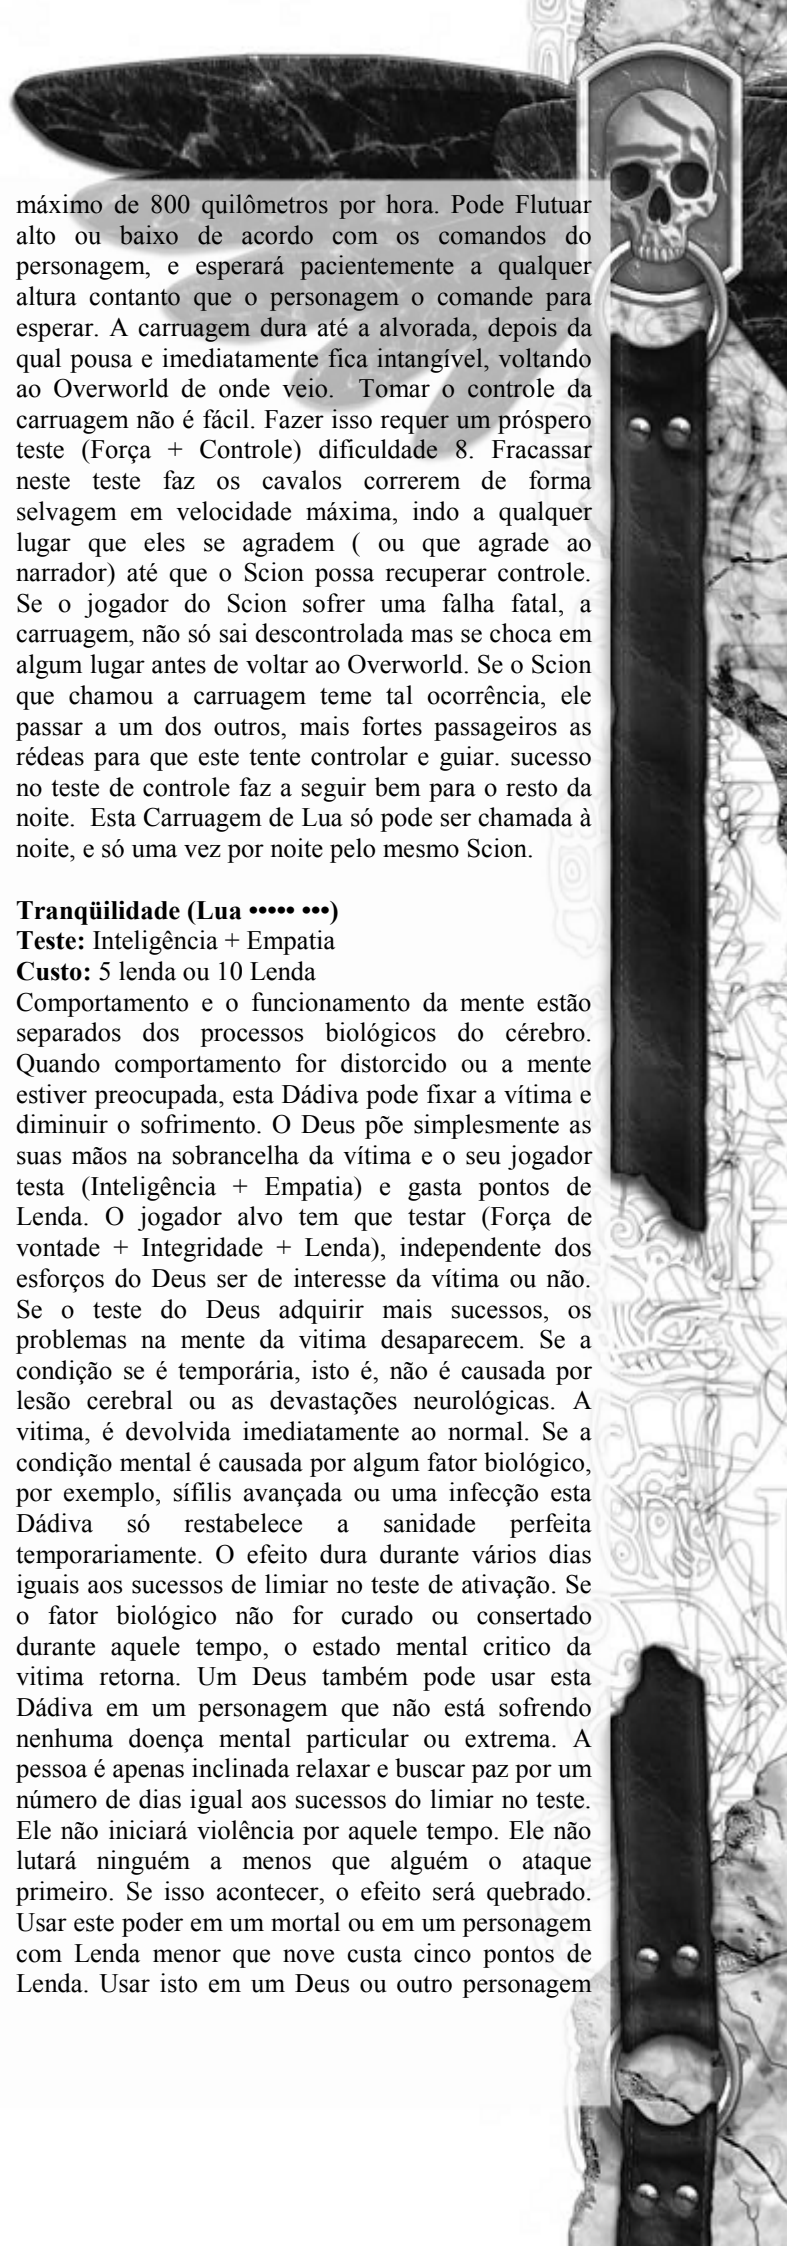 máximo de 800 quilômetros por hora. Pode Flutuar
alto ou baixo de acordo com os comandos do
personagem, e esperará pacientemente a qualquer
altura contanto que o personagem o comande para
esperar. A carruagem dura até a alvorada, depois da
qual pousa e imediatamente fica intangível, voltando
ao Overworld de onde veio. Tomar o controle da
carruagem não é fácil. Fazer isso requer um próspero
teste (Força + Controle) dificuldade 8. Fracassar
neste teste faz os cavalos correrem de forma
selvagem em velocidade máxima, indo a qualquer
lugar que eles se agradem ( ou que agrade ao
narrador) até que o Scion possa recuperar controle.
Se o jogador do Scion sofrer uma falha fatal, a
carruagem, não só sai descontrolada mas se choca em
algum lugar antes de voltar ao Overworld. Se o Scion
que chamou a carruagem teme tal ocorrência, ele
passar a um dos outros, mais fortes passageiros as
rédeas para que este tente controlar e guiar. sucesso
no teste de controle faz a seguir bem para o resto da
noite. Esta Carruagem de Lua só pode ser chamada à
noite, e só uma vez por noite pelo mesmo Scion.
Tranqüilidade (Lua ••••• •••)
Teste: Inteligência + Empatia
Custo: 5 lenda ou 10 Lenda
Comportamento e o funcionamento da mente estão
separados dos processos biológicos do cérebro.
Quando comportamento for distorcido ou a mente
estiver preocupada, esta Dádiva pode fixar a vítima e
diminuir o sofrimento. O Deus põe simplesmente as
suas mãos na sobrancelha da vítima e o seu jogador
testa (Inteligência + Empatia) e gasta pontos de
Lenda. O jogador alvo tem que testar (Força de
vontade + Integridade + Lenda), independente dos
esforços do Deus ser de interesse da vítima ou não.
Se o teste do Deus adquirir mais sucessos, os
problemas na mente da vitima desaparecem. Se a
condição se é temporária, isto é, não é causada por
lesão cerebral ou as devastações neurológicas. A
vitima, é devolvida imediatamente ao normal. Se a
condição mental é causada por algum fator biológico,
por exemplo, sífilis avançada ou uma infecção esta
Dádiva só restabelece a sanidade perfeita
temporariamente. O efeito dura durante vários dias
iguais aos sucessos de limiar no teste de ativação. Se
o fator biológico não for curado ou consertado
durante aquele tempo, o estado mental critico da
vitima retorna. Um Deus também pode usar esta
Dádiva em um personagem que não está sofrendo
nenhuma doença mental particular ou extrema. A
pessoa é apenas inclinada relaxar e buscar paz por um
número de dias igual aos sucessos do limiar no teste.
Ele não iniciará violência por aquele tempo. Ele não
lutará ninguém a menos que alguém o ataque
primeiro. Se isso acontecer, o efeito será quebrado.
Usar este poder em um mortal ou em um personagem
com Lenda menor que nove custa cinco pontos de
Lenda. Usar isto em um Deus ou outro personagem